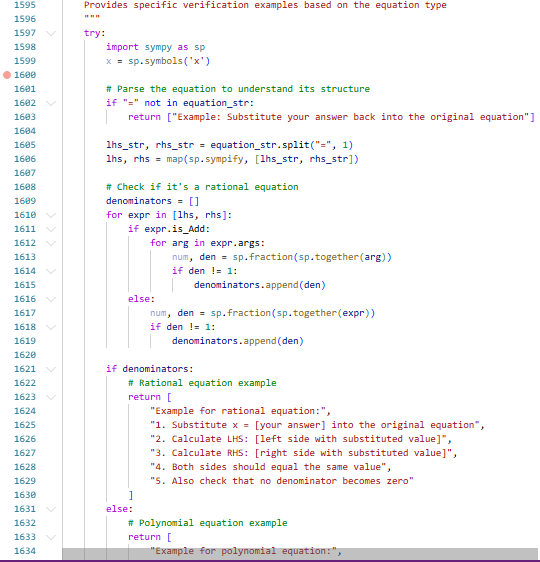 1595 Provides specific verification examples based on the equation type
1596 """
1597 try:
1598 import sympy as sp
1599 x = sp.symbols('x')
1600
1601 # Parse the equation to understand its structure
1602 if "=" not in equation_str:
1603 return ["Example: Substitute your answer back into the original equation"]
1604
1605 lhs_str, rhs_str = equation_str.split("=", 1)
1606 lhs, rhs = map(sp.sympify, [lhs_str, rhs_str])
1607
1608 # Check if it's a rational equation
1609 denominators = []
1610 for expr in [lhs, rhs]:
1611 if expr.is_Add:
1612 for arg in expr.args:
1613 num, den = sp.fraction(sp.together(arg))
1614 if den != 1:
1615 denominators.append(den)
1616 else:
1617 num, den = sp.fraction(sp.together(expr))
1618 if den != 1:
1619 denominators.append(den)
1620
1621 if denominators:
1622 # Rational equation example
1623 return [
1624 "Example for rational equation:",
1625 "1. Substitute x = [your answer] into the original equation",
1626 "2. Calculate LHS: [left side with substituted value]",
1627 "3. Calculate RHS: [right side with substituted value]",
1628 "4. Both sides should equal the same value",
1629 "5. Also check that no denominator becomes zero"
1630 ]
1631 else:
1632 # Polynomial equation example
1633 return [
1634 "Example for polynomial equation:",